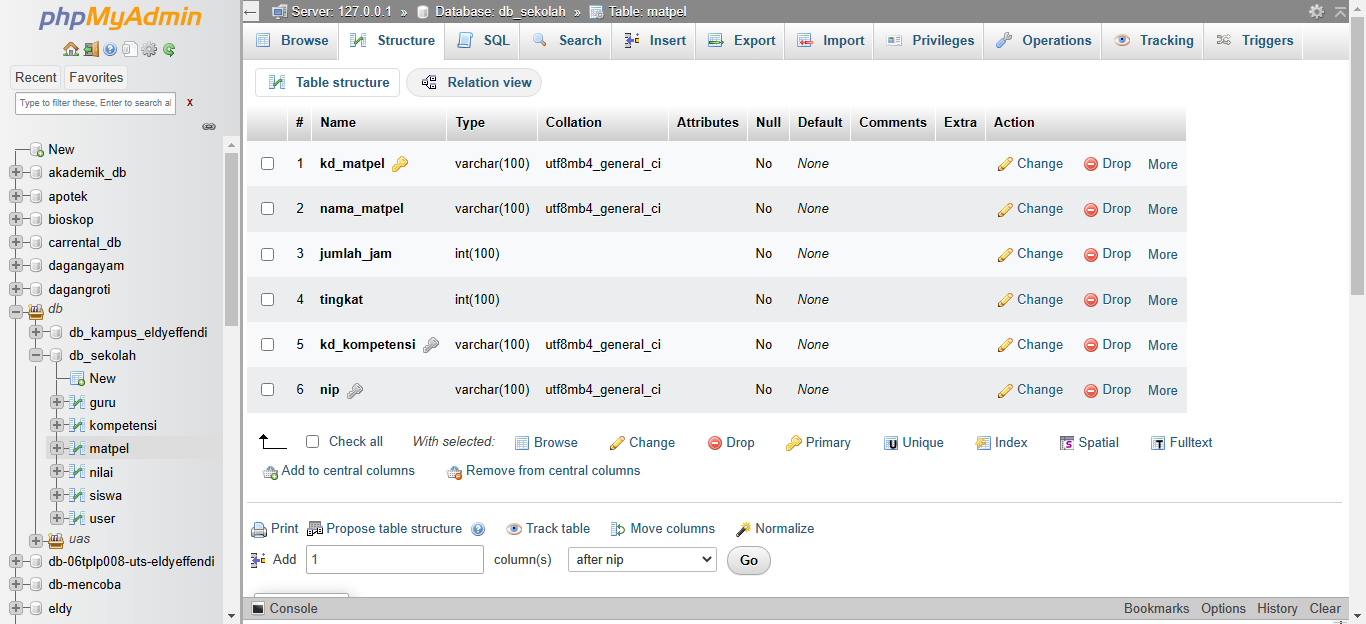 phpMyAdmin
Recent Favorites
Type to filter these, Enter to search al X
New
akademik_db
apotek
bioskop
carrental_db
dagangayam
dagangroti
db
db_kampus_eldyeffendi
db_sekolah
New
guru
kompetensi
matpel
nilai
siswa
user
uas
db-06tplp008-uts-eldyeffendi
db-mencoba
eldy
Server: 127.0.0.1 » Database: db_sekolah » Table: matpel
Browse Structure SQL Search Insert Export Import Privileges Operations Tracking Triggers
Table structure Relation view
# Name Type Collation Attributes Null Default Comments Extra Action
1 kd_matpel varchar(100) utf8mb4_general_ci No None Change Drop More
2 nama_matpel varchar(100) utf8mb4_general_ci No None Change Drop More
3 jumlah_jam int(100) No None Change Drop More
4 tingkat int(100) No None Change Drop More
5 kd_kompetensi varchar(100) utf8mb4_general_ci No None Change Drop More
6 nip varchar(100) utf8mb4_general_ci No None Change Drop More
Check all With selected: Browse Change Drop Primary Unique Index Spatial Fulltext
Add to central columns Remove from central columns
Print Propose table structure Track table Move columns Normalize
Add 1 column(s) after nip Go
Console Bookmarks Options History Clear